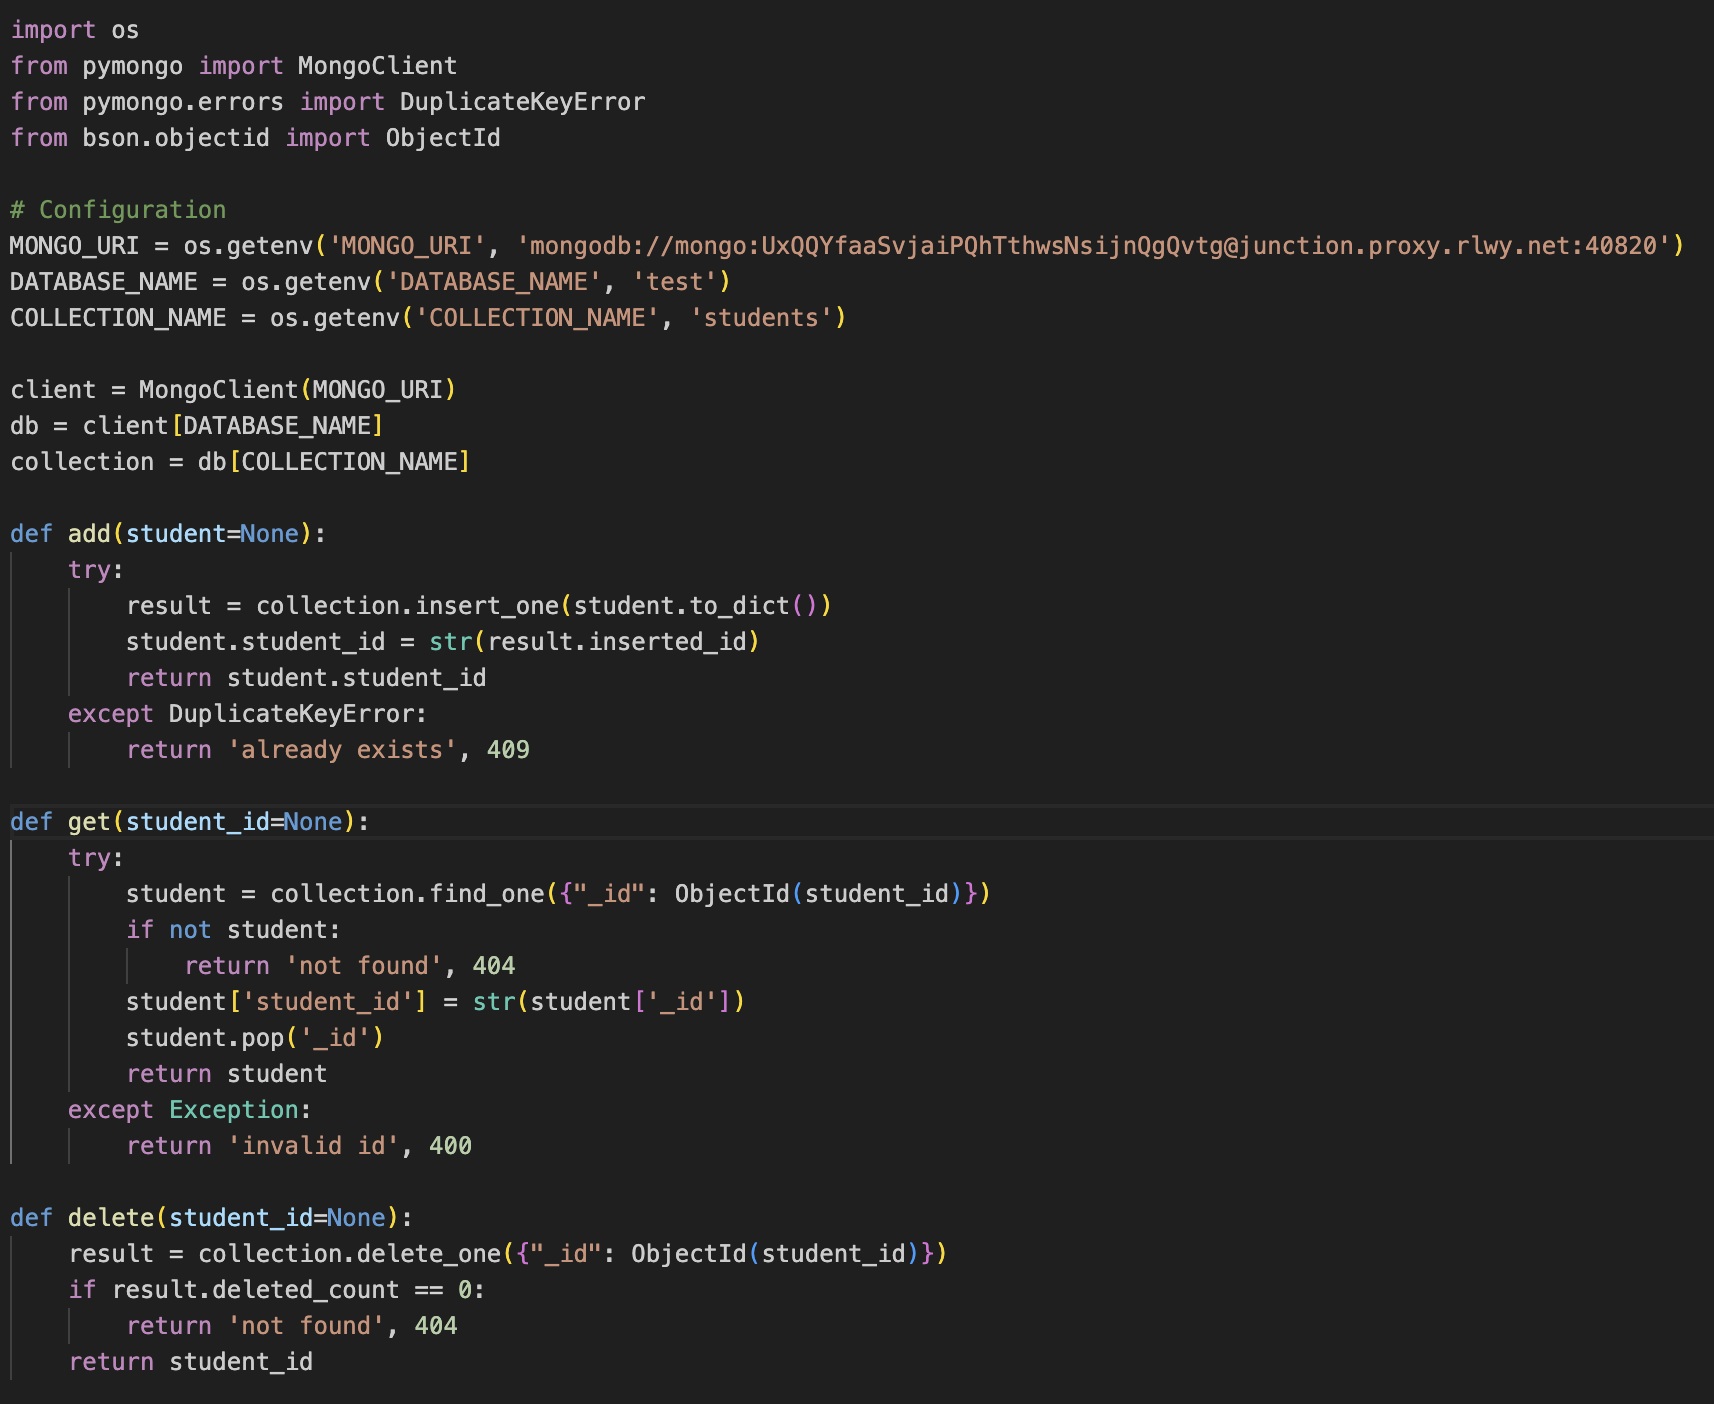 import os
from pymongo import MongoClient
from pymongo.errors import DuplicateKeyError
from bson.objectid import ObjectId

# Configuration
MONGO_URI = os.getenv('MONGO_URI', 'mongodb://mongo:UxQQYfaaSvjaiPQhTthwsNsijnQgQvtg@junction.proxy.rlwy.net:40820')
DATABASE_NAME = os.getenv('DATABASE_NAME', 'test')
COLLECTION_NAME = os.getenv('COLLECTION_NAME', 'students')

client = MongoClient(MONGO_URI)
db = client[DATABASE_NAME]
collection = db[COLLECTION_NAME]

def add(student=None):
    try:
        result = collection.insert_one(student.to_dict())
        student.student_id = str(result.inserted_id)
        return student.student_id
    except DuplicateKeyError:
        return 'already exists', 409

def get(student_id=None):
    try:
        student = collection.find_one({"_id": ObjectId(student_id)})
        if not student:
            return 'not found', 404
        student['student_id'] = str(student['_id'])
        student.pop('_id')
        return student
    except Exception:
        return 'invalid id', 400

def delete(student_id=None):
    result = collection.delete_one({"_id": ObjectId(student_id)})
    if result.deleted_count == 0:
        return 'not found', 404
    return student_id